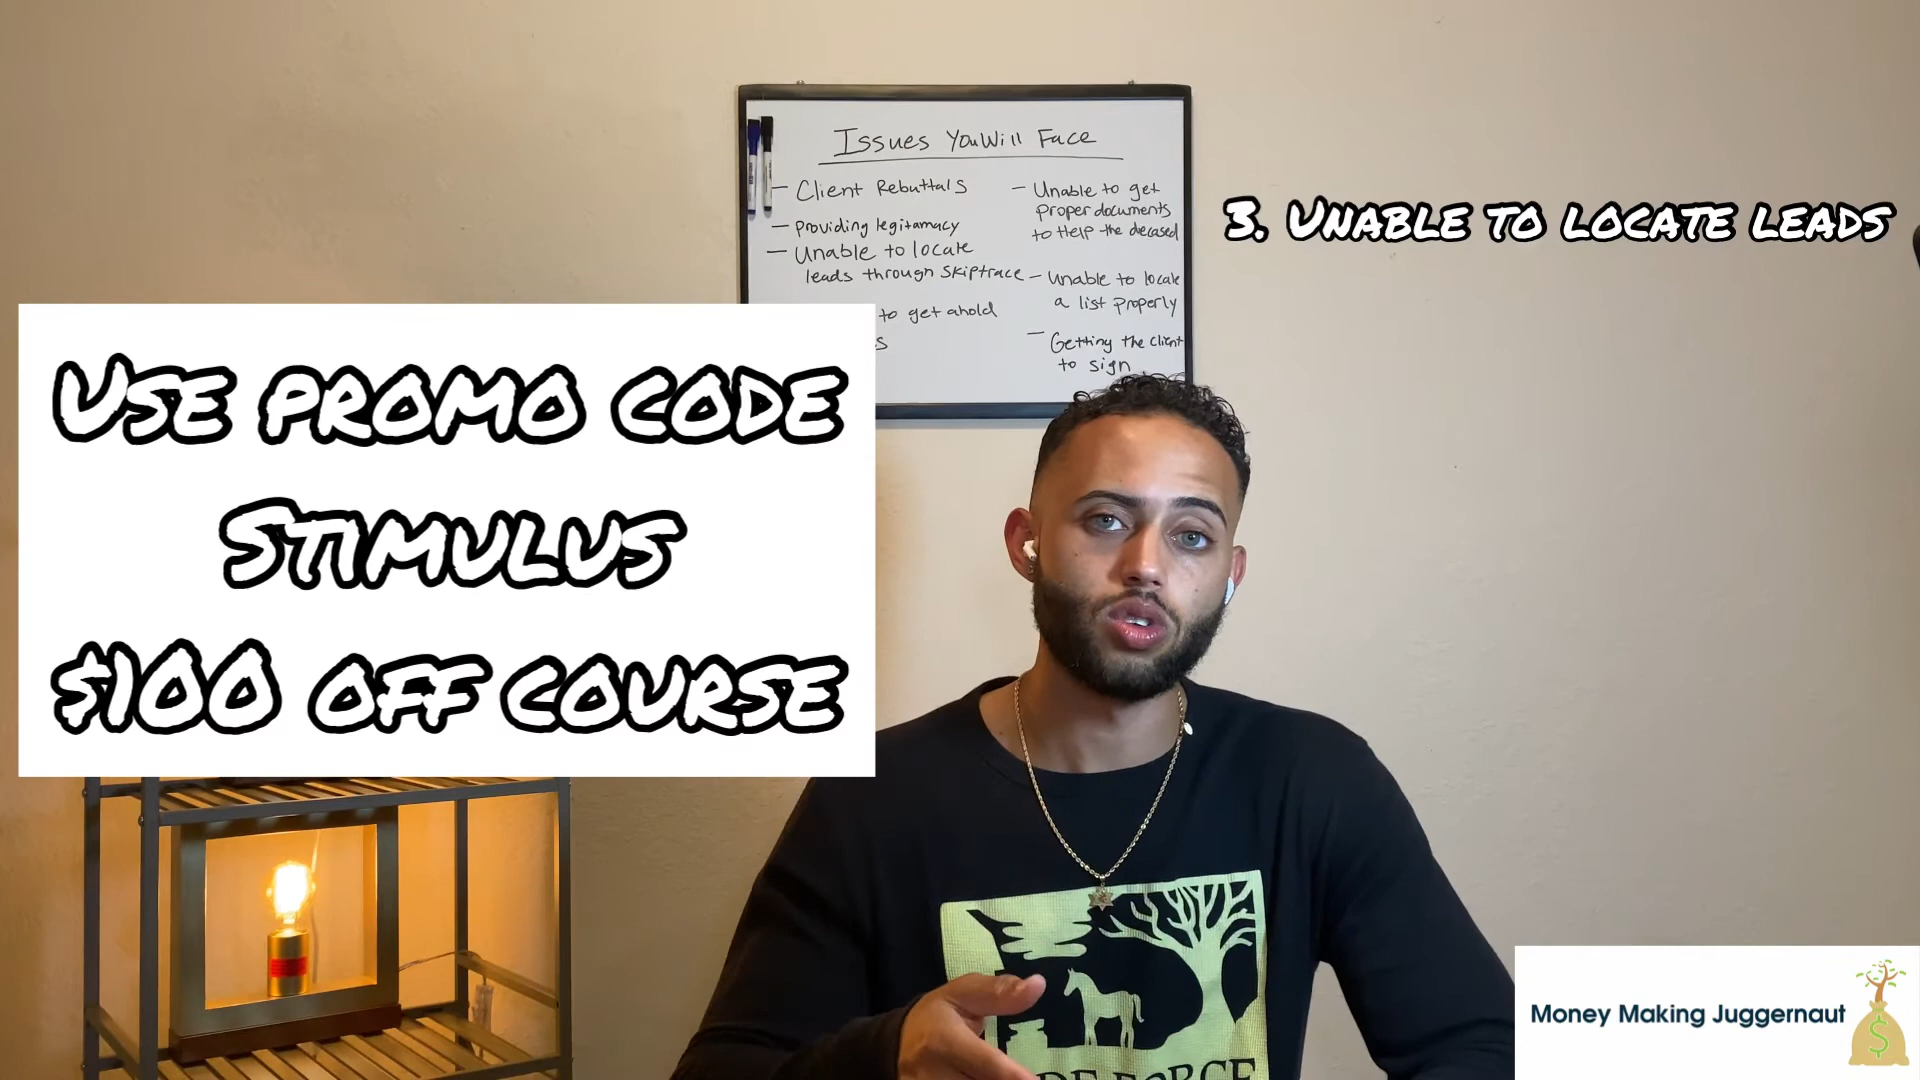 Issues You Will Face
- Client Rebuttals
- Providing legitamacy
- Unable to locate
leads through skiptrace
to get ahold
- Unable to get
proper documents
to Help the decased
- Unable to locate
a list properly
- Getting the client
to sign
3. Unable to locate leads
Use promo code
Stimulus
$100 off course
Money Making Juggernaut
$